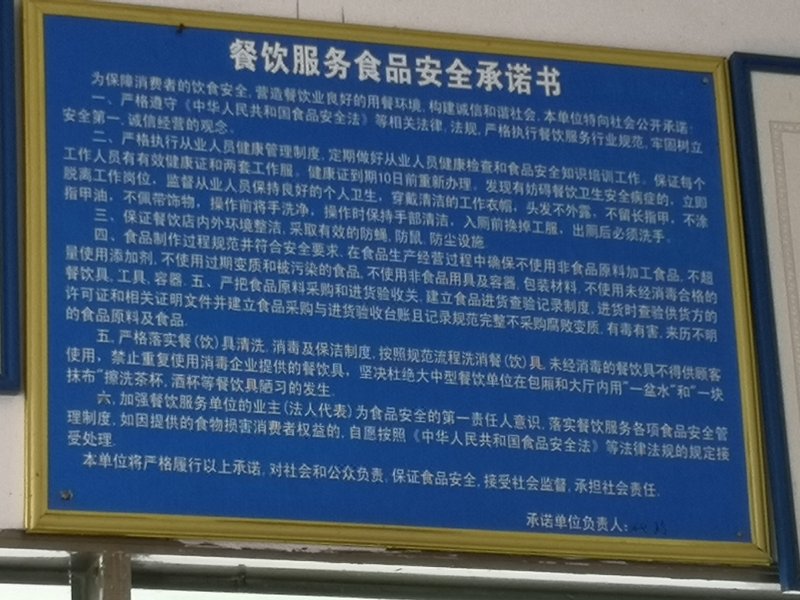 餐饮服务食品安全承诺书
为保障消费者的饮食安全,营造餐饮业良好的用餐环境,构建诚信和谐社会,本单位特向社会公开承诺:
一、严格遵守《中华人民共和国食品安全法》等相关法律,法规,严格执行餐饮服务行业规范,牢固树立
安全第一,诚信经营的观念。
二、严格执行从业人员健康管理制度,定期做好从业人员健康检查和食品安全知识培训工作。保证每个
工作人员有有效健康证和两套工作服。健康证到期10日前重新办理。发现有妨碍餐饮卫生安全病症的,立即
脱离工作岗位,监督从业人员保持良好的个人卫生,穿戴清洁的工作衣帽,头发不外露。不留长指甲,不涂
指甲油,不佩带饰物,操作前将手洗净,操作时保持手部清洁,入厕前换掉工服,出厕后必须洗手。
三、保证餐饮店内外环境整洁,采取有效的防蝇,防鼠,防尘设施
四、食品制作过程规范并符合安全要求,在食品生产经营过程中确保不使用非食品原料加工食品,不超
量使用添加剂,不使用过期变质和被污染的食品,不使用非食品用具及容器,包装材料,不使用未经消毒合格的
餐饮具,工具,容器.五、严把食品原料采购和进货验收关,建立食品进货查验记录制度,进货时查验供货方的
许可证和相关证明文件并建立食品采购与进货验收台账且记录规范完整不采购腐败变质,有毒有害,来历不明
的食品原料及食品.
五.严格落实餐(饮)具清洗,消毒及保洁制度,按照规范流程洗消餐(饮)具,未经消毒的餐饮具不得供顾客
使用,禁止重复使用消毒企业提供的餐饮具,坚决杜绝大中型餐饮单位在包厢和大厅内用"一盆水"和"一块
抹布"擦洗茶杯,酒杯等餐饮具陋习的发生.
六.加强餐饮服务单位的业主(法人代表)为食品安全的第一责任人意识,落实餐饮服务各项食品安全管
理制度,如因提供的食物损害消费者权益的,自愿按照《中华人民共和国食品安全法》等法律法规的规定接
受处理.
本单位将严格履行以上承诺,对社会和公众负责,保证食品安全,接受社会监督,承担社会责任.
承诺单位负责人: